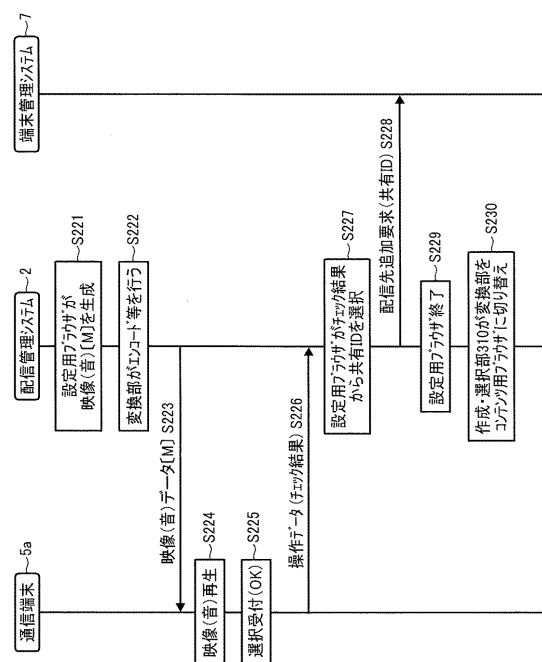 通信端末 5a
配信管理システム 2
端末管理システム 7
設定用ブラウザが
映像(音)[M]を生成
S221
変換部がエンコード等を行う
S222
映像(音)データ[M] S223
映像(音)再生
S224
選択受付(OK)
S225
操作データ(チェック結果) S226
設定用ブラウザがチェック結果
から共有IDを選択
S227
配信先追加要求(共有ID) S228
設定用ブラウザ終了
S229
作成・選択部310が変換部を
コンテンツ用ブラウザに切り替え
S230